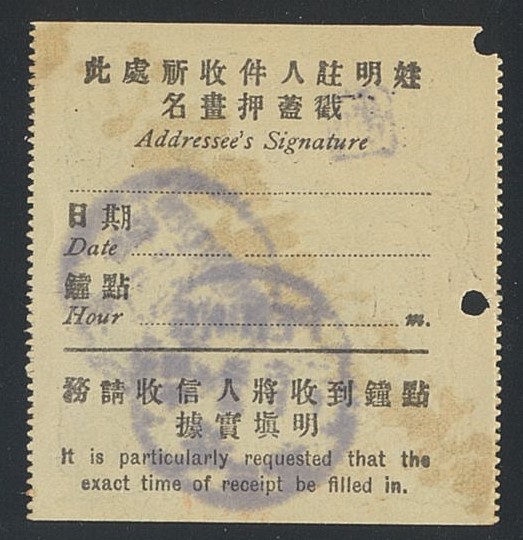 此處祈收件人註明姓
名畫押蓋戳
Addressee's Signature
日期
Date
鐘點
Hour m.
務請收信人將收到鐘點
據實填明
It is particularly requested that the
exact time of receipt be filled in.